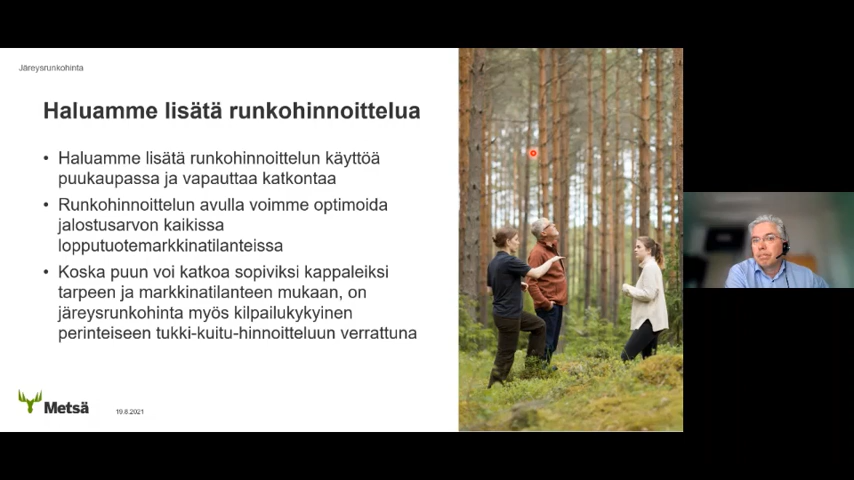 Järeysrunkohinta
Haluamme lisätä runkohinnoittelua
• Haluamme lisätä runkohinnoittelun käyttöä
puukaupassa ja vapauttaa katkontaa
• Runkohinnoittelun avulla voimme optimoida
jalostusarvon kaikissa
lopputuotemarkkinatilanteissa
• Koska puun voi katkoa sopiviksi kappaleiksi
tarpeen ja markkinatilanteen mukaan, on
järeysrunkohinta myös kilpailukykyinen
perinteiseen tukki-kuitu-hinnoitteluun verrattuna
Metsä
19.8.2021